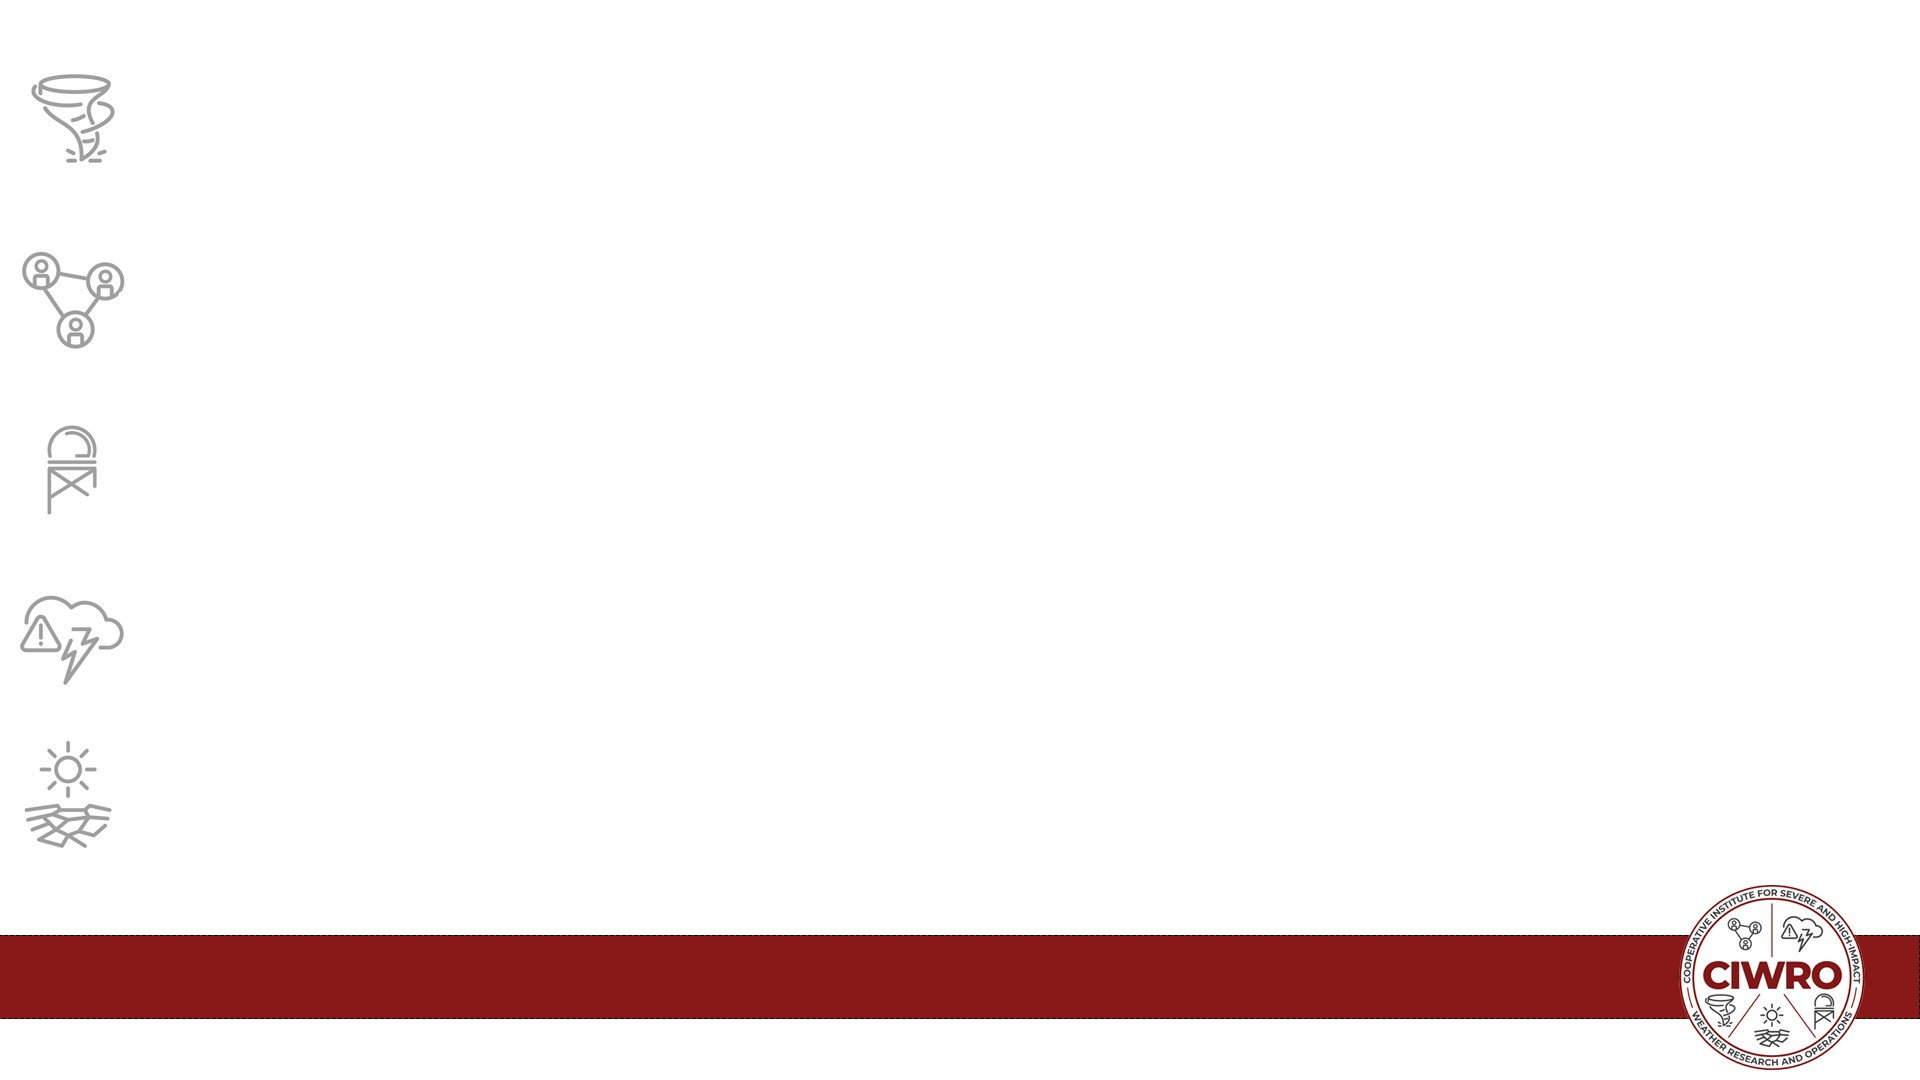 COOPERATIVE INSTITUTE FOR SEVERE AND HIGH-IMPACT
CIWRO
WEATHER RESEARCH AND OPERATIONS